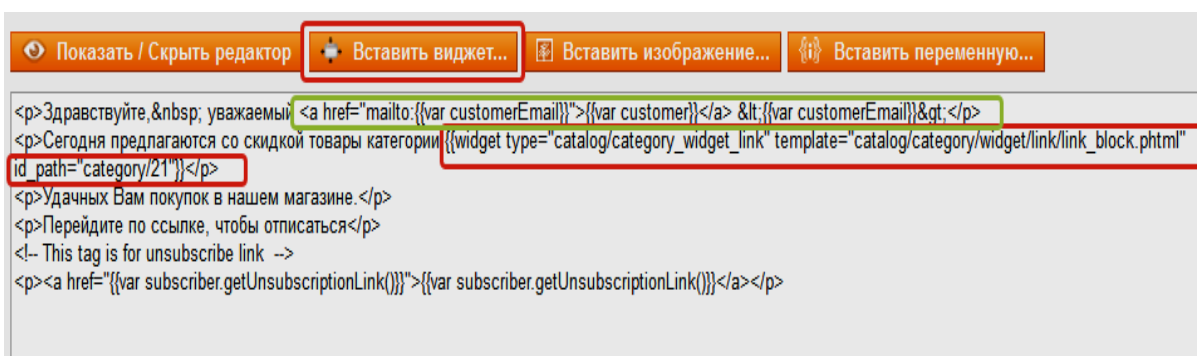 Показать / Скрыть редактор Вставить виджет... Вставить изображение... Вставить переменную...
<p>Здравствуйте,&nbsp; уважаемый <a href="mailto:{{var customerEmail}}">{{var customer}}</a> &lt;{{var customerEmail}}&gt;</p>
<p>Сегодня предлагаются со скидкой товары категории {{widget type="catalog/category_widget_link" template="catalog/category/widget/link/link_block.phtml"
id_path="category/21"}}</p>
<p>Удачных Вам покупок в нашем магазине.</p>
<p>Перейдите по ссылке, чтобы отписаться</p>
<!-- This tag is for unsubscribe link  -->
<p><a href="{{var subscriber.getUnsubscriptionLink()}}">{{var subscriber.getUnsubscriptionLink()}}</a></p>